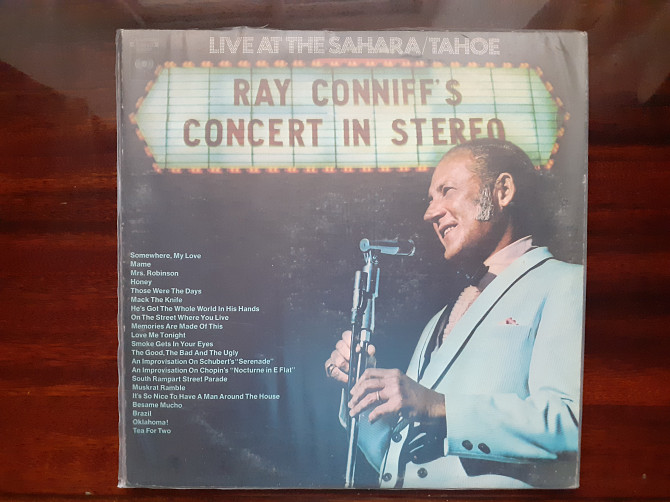 LIVE AT THE SAHARA/TAHOE
RAY CONNIFF'S
CONCERT IN STEREO
Somewhere, My Love
Mame
Mrs. Robinson
Honey
Those Were The Days
Mack The Knife
He's Got The Whole World In His Hands
On The Street Where You Live
Memories Are Made Of This
Love Me Tonight
Smoke Gets In Your Eyes
The Good, The Bad And The Ugly
An Improvisation On Schubert's "Serenade"
An Improvisation On Chopin's "Nocturne in E Flat"
South Rampart Street Parade
Muskrat Ramble
It's So Nice To Have A Man Around The House
Besame Mucho
Brazil
Oklahoma!
Tea For Two